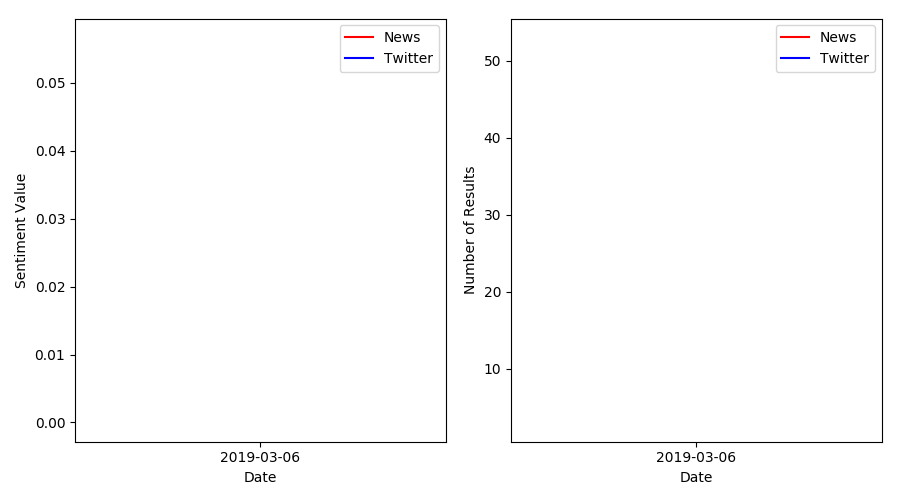 News
Twitter
0.05
0.04
0.03
0.02
0.01
0.00
Sentiment Value
2019-03-06
Date
News
Twitter
50
40
30
20
10
Number of Results
2019-03-06
Date